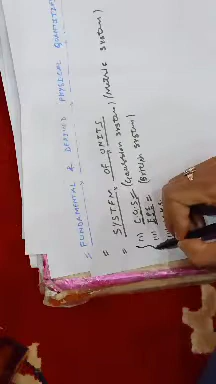 = FUNDAMENTAL & DERIVED PHYSICAL QUANTITIES
= SYSTEM OF UNITS
= (i) C.G.S = (Gaussian system) (Metric system)
(ii) F.P.S = (British system)